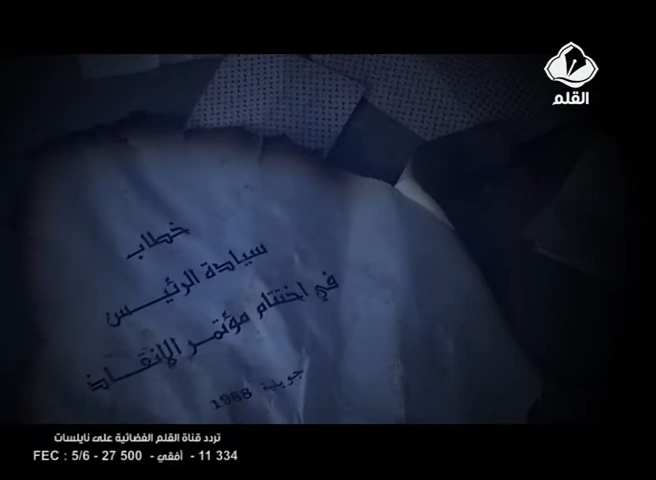 القلم
خطاب
سيادة الرئيس
في اختتام مؤتمر الإنقاذ
جويلية 1988
تردد قناة القلم الفضائية على نايلسات
11 334 - أفقي - 27 500 - FEC : 5/6